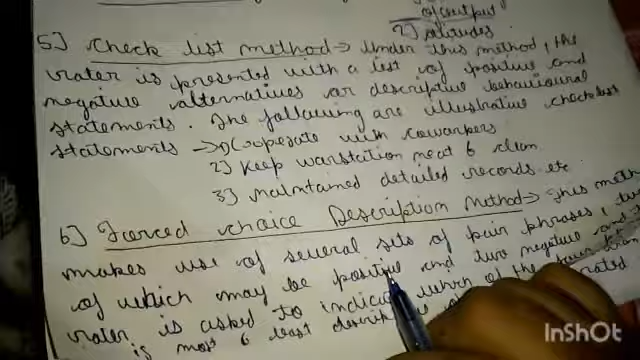 of output
2) attitudes
5] Check list method → Under this method, the
rater is presented with a list of positive and
negative alternatives or descriptive behavioural
statements. The following are illustrative checklist
statements → 1) Cooperate with coworkers
2) Keep workstation neat & clean
3) Maintained detailed records etc
6] Forced Choice Description Method → This meth
makes use of several sets of pair phrases, two
of which may be positive and two negative and
rater is asked to indica which of the
is most & least rated
InShOt